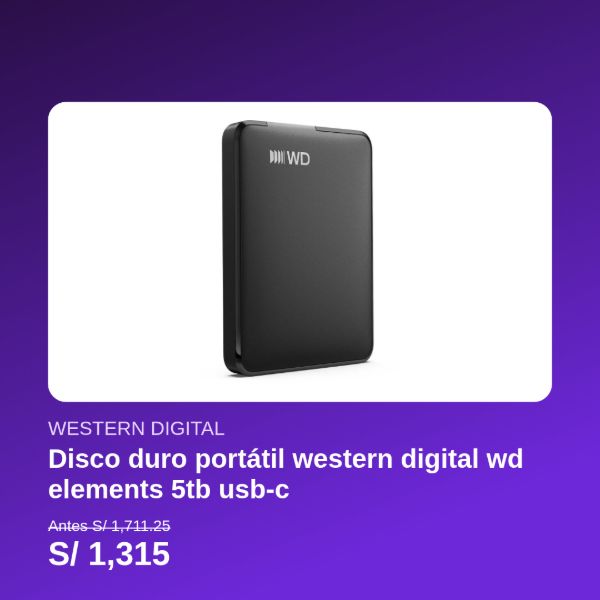 WD
WESTERN DIGITAL
Disco duro portátil western digital wd
elements 5tb usb-c
Antes S/ 1,711.25
S/ 1,315